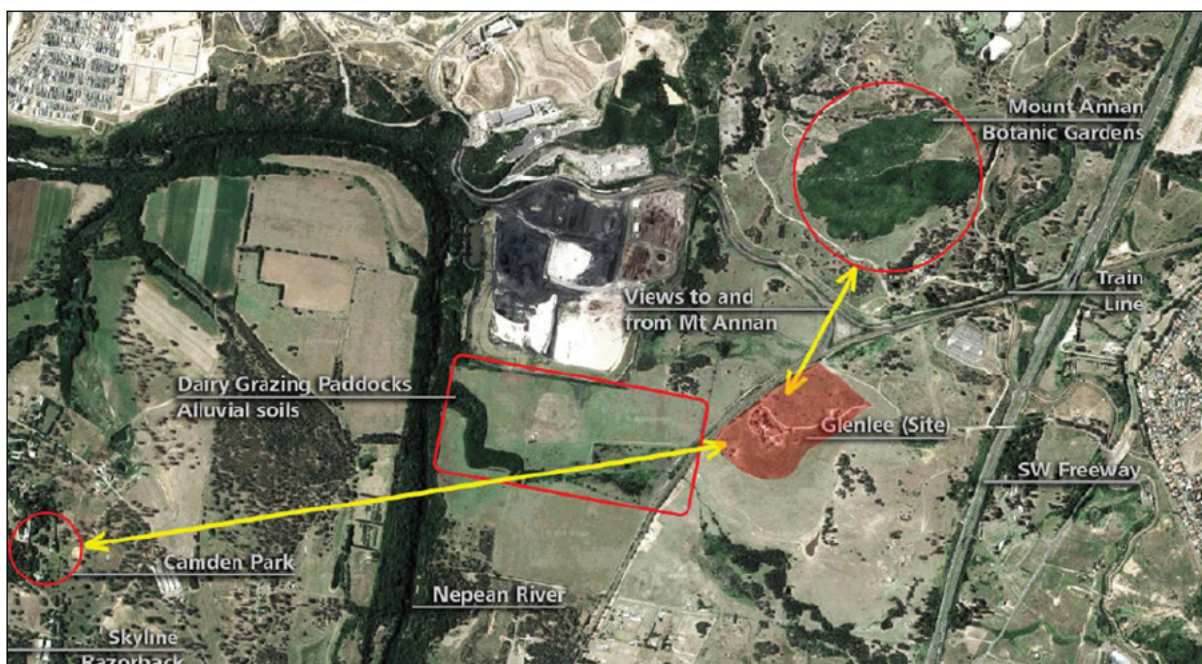 Mount Annan
Botanic Gardens
Views to and
from Mt Annan
Train
Line
Dairy Grazing Paddocks
Alluvial soils
Glenlee (Site)
SW Freeway
Camden Park
Nepean River
Skyline
Razorback